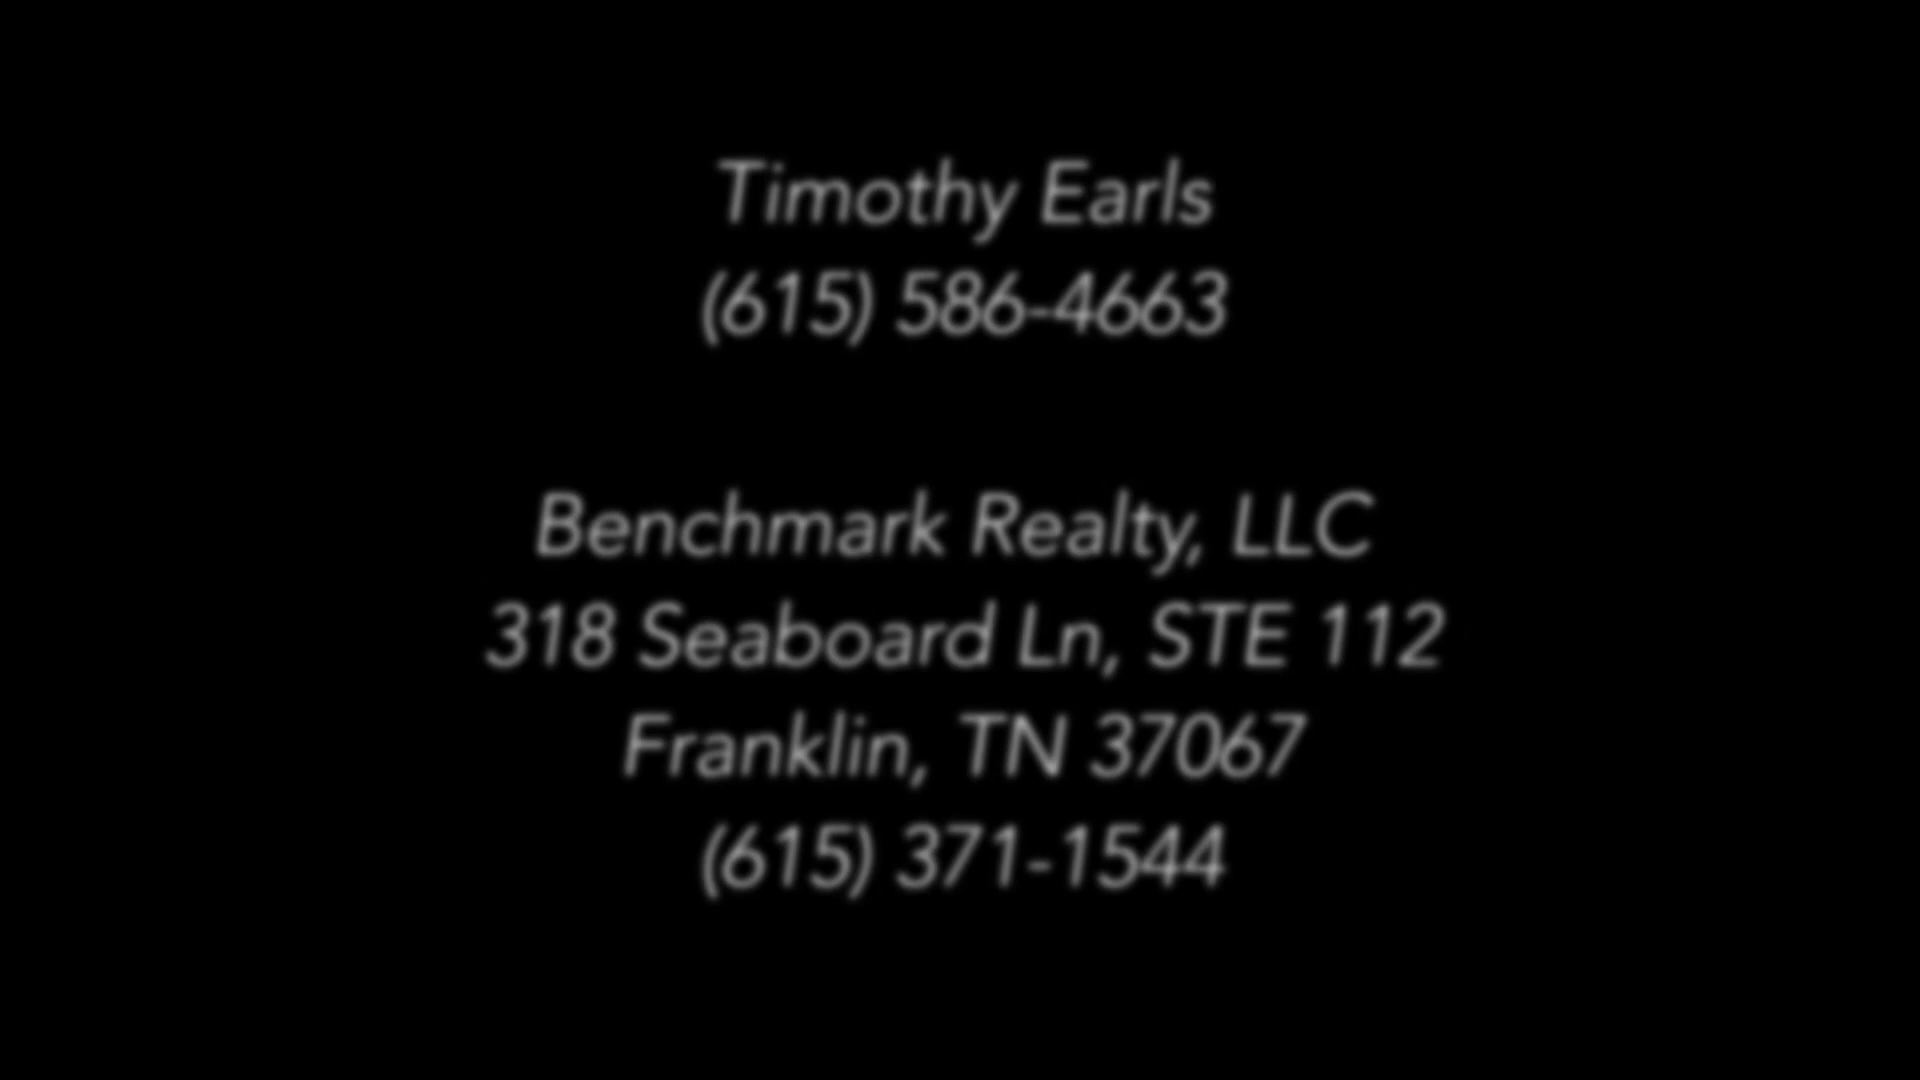 Timothy Earls
(615) 586-4663
Benchmark Realty, LLC
318 Seaboard Ln, STE 112
Franklin, TN 37067
(615) 371-1544